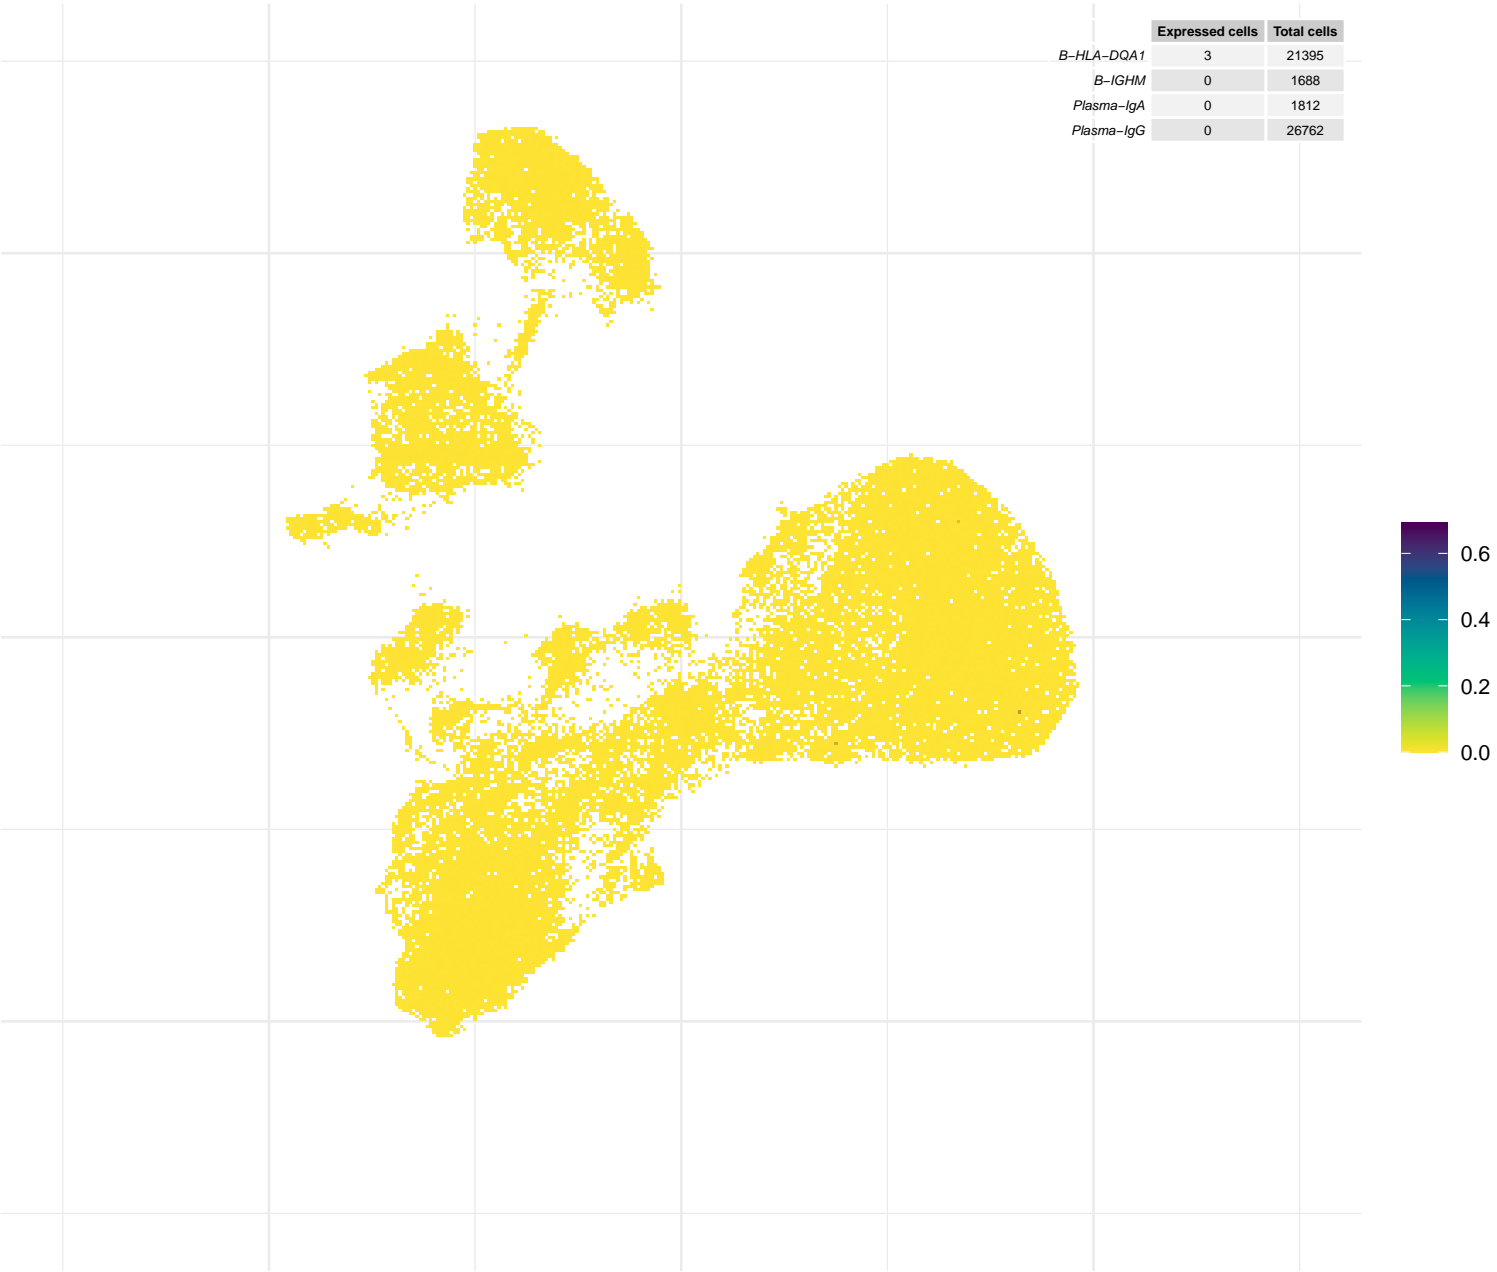 Expressed cells Total cells
B−HLA−DQA1 3 21395
B−IGHM 0 1688
Plasma−IgA 0 1812
Plasma−IgG 0 26762
0.6
0.4
0.2
0.0